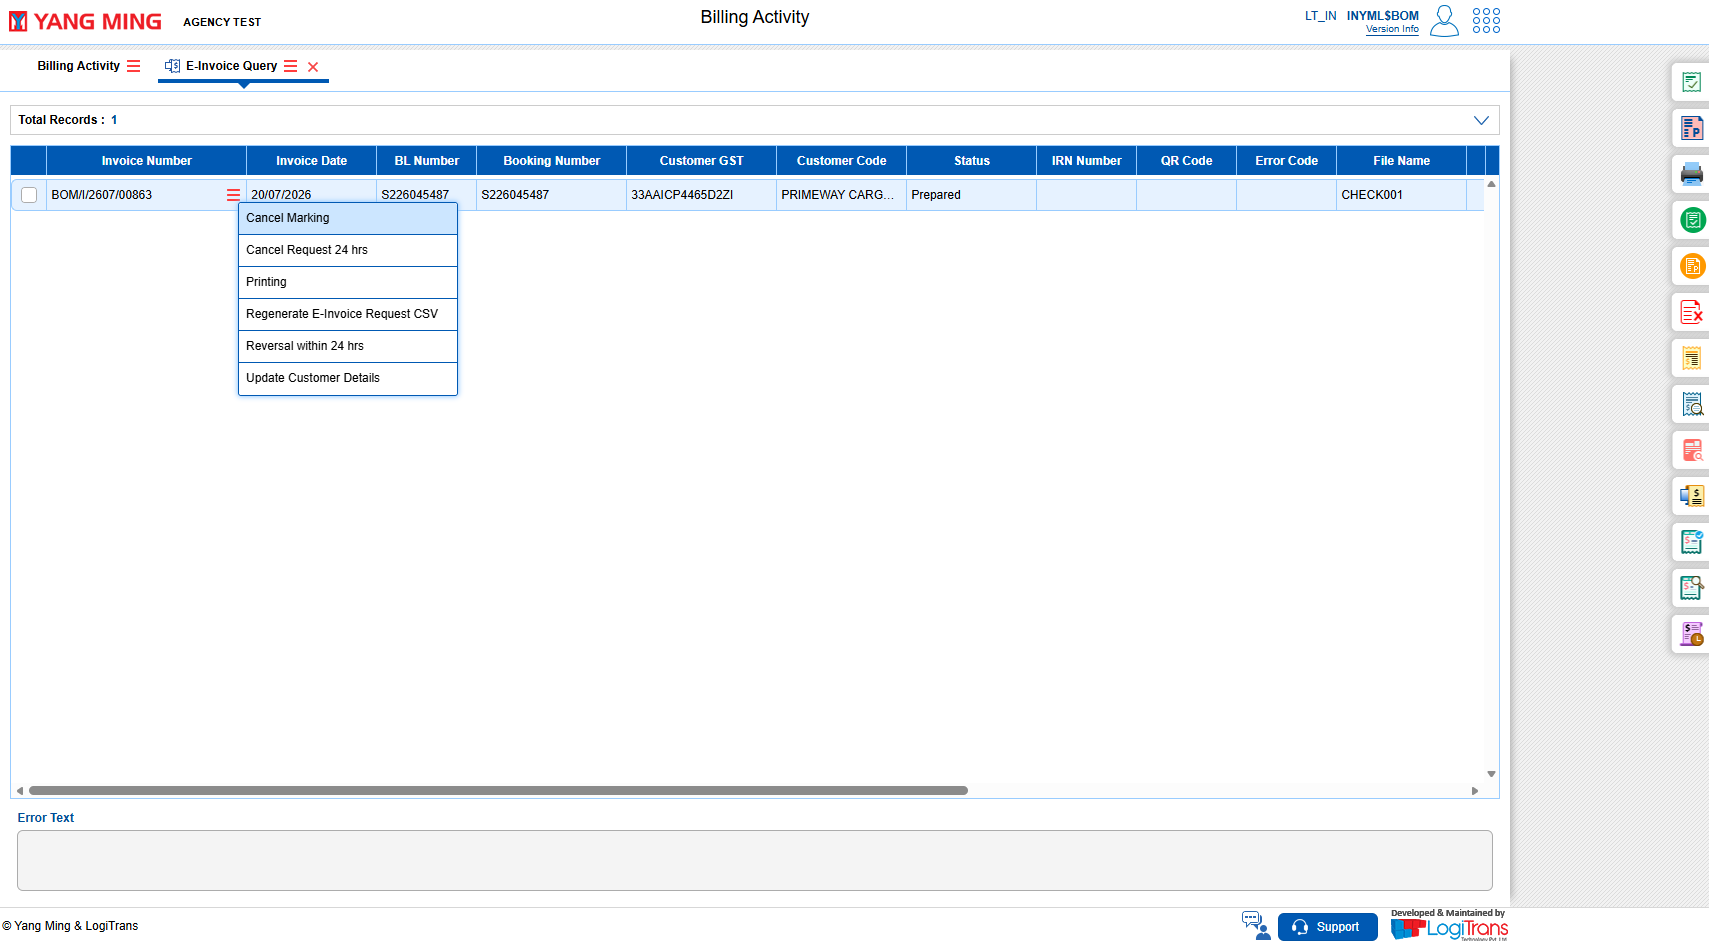 YANG MING
AGENCY TEST
Billing Activity
LT_IN
INYML$BOM
Version Info
Billing Activity
E-Invoice Query
Total Records : 1
Invoice Number
Invoice Date
BL Number
Booking Number
Customer GST
Customer Code
Status
IRN Number
QR Code
Error Code
File Name
BOM/I/2607/00863
20/07/2026
S226045487
S226045487
33AAICP4465D2ZI
PRIMEWAY CARG...
Prepared
CHECK001
Cancel Marking
Cancel Request 24 hrs
Printing
Regenerate E-Invoice Request CSV
Reversal within 24 hrs
Update Customer Details
Error Text
© Yang Ming & LogiTrans
Support
Developed & Maintained by
LogiTrans
Technology Pvt. Ltd.